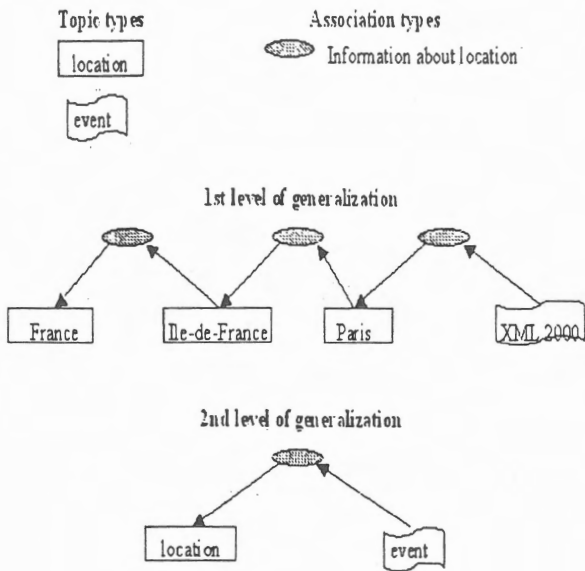 Topic types
Association types
location
Information about location
event
1st level of generalization
France
Ile-de-France
Paris
XML 2000
2nd level of generalization
location
event